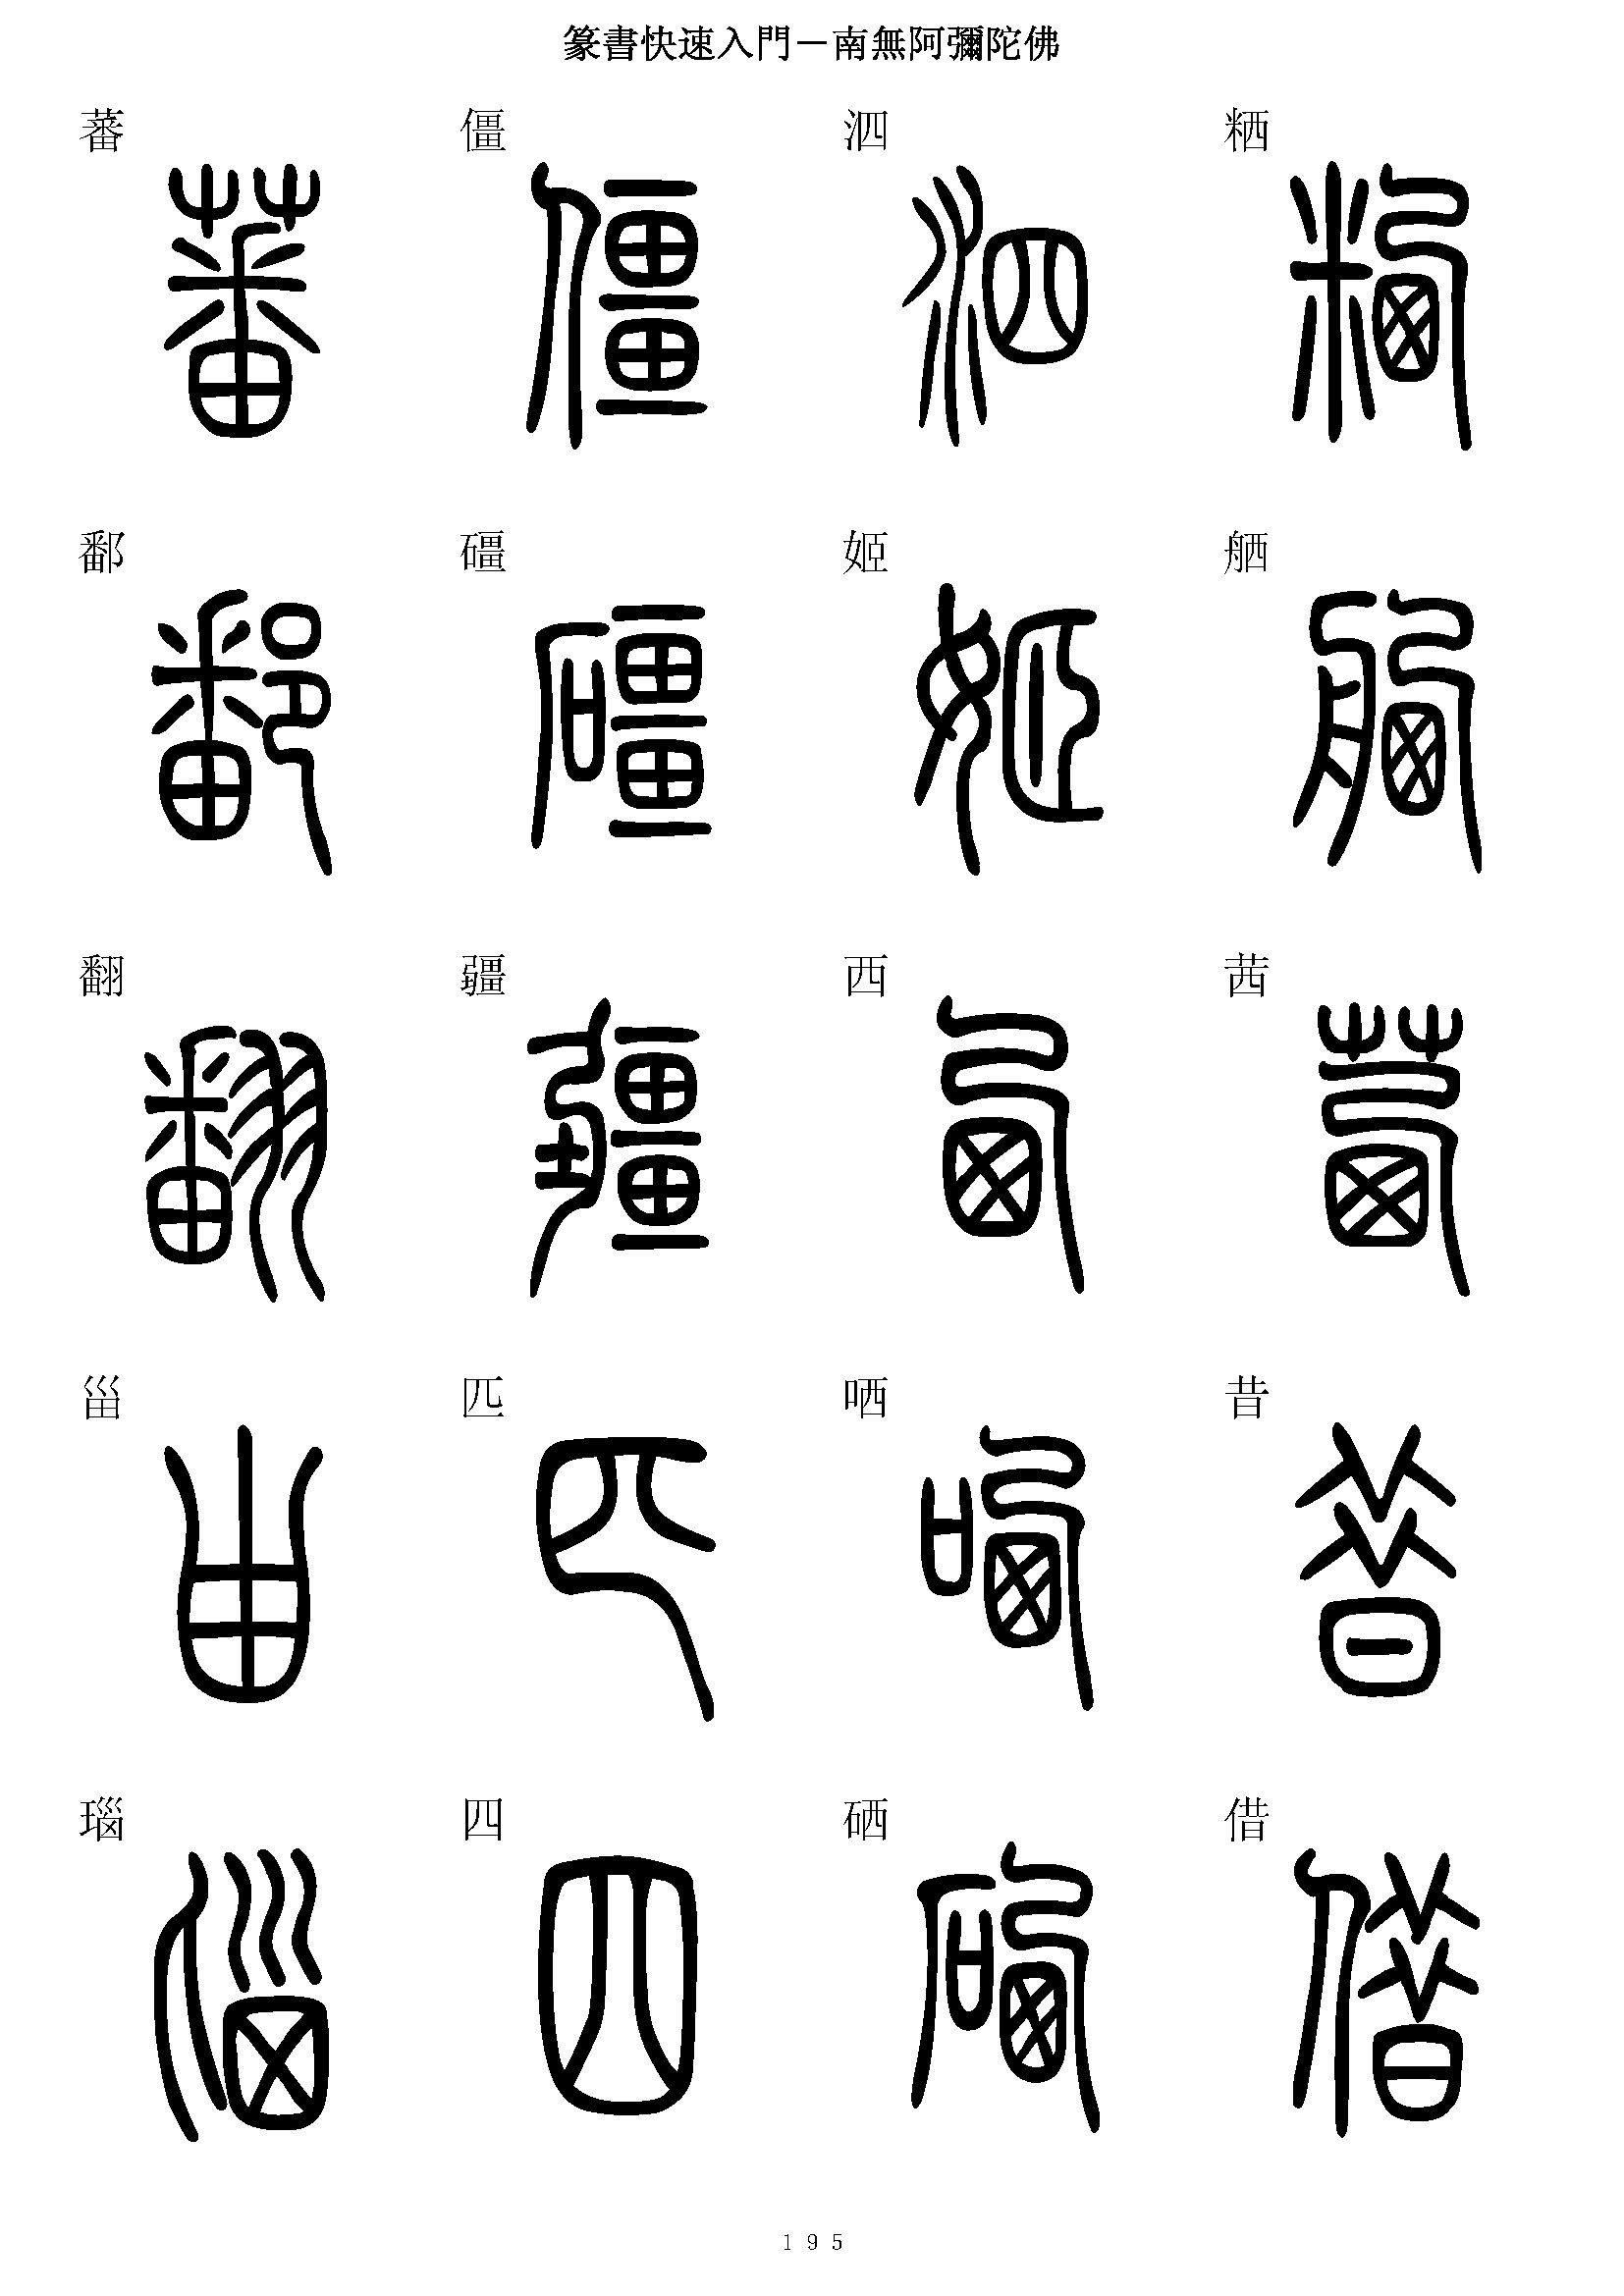 篆書快速入門－南無阿彌陀佛
蕃 僵 泗 粞
鄱 礓 姬 舾
翻 疆 西 茜
甾 匹 哂 昔
瑙 四 硒 借
195